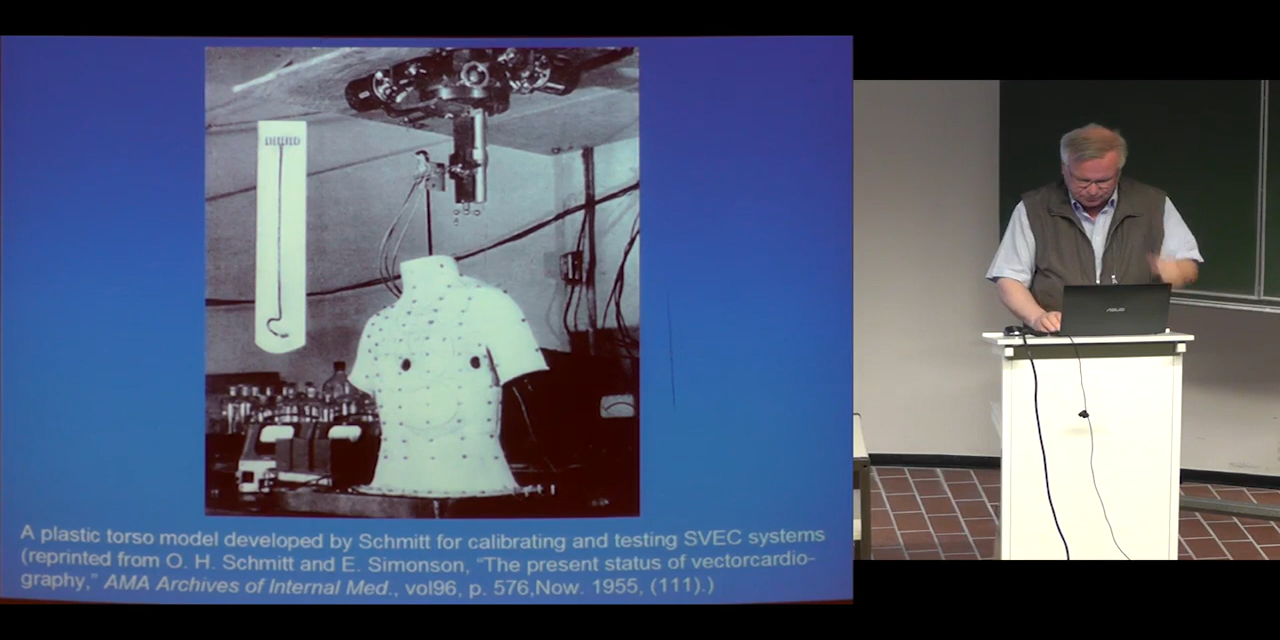 A plastic torso model developed by Schmitt for calibrating and testing SVEC systems
(reprinted from O. H. Schmitt and E. Simonson, “The present status of vectorcardio-
graphy,” AMA Archives of Internal Med., vol96, p. 576,Now. 1955, (111).)
ASUS